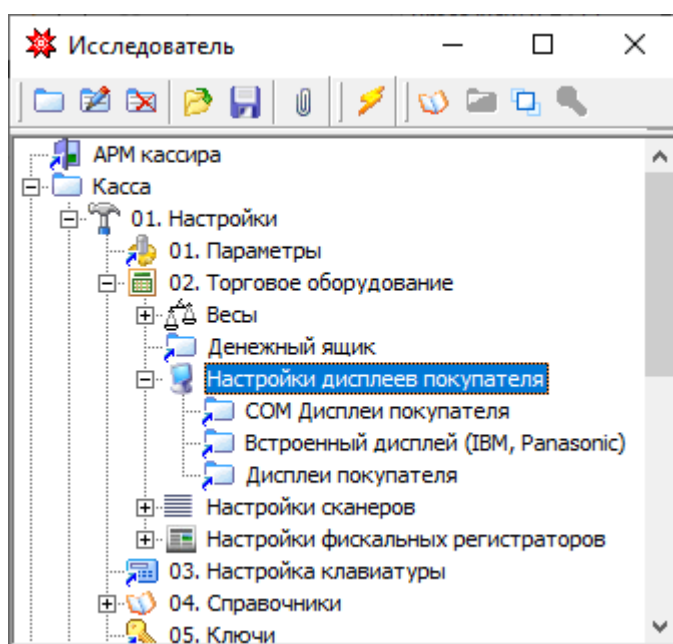 Исследователь
АРМ кассира
Касса
01. Настройки
01. Параметры
02. Торговое оборудование
Весы
Денежный ящик
Настройки дисплеев покупателя
COM Дисплеи покупателя
Встроенный дисплей (IBM, Panasonic)
Дисплеи покупателя
Настройки сканеров
Настройки фискальных регистраторов
03. Настройка клавиатуры
04. Справочники
05. Ключи